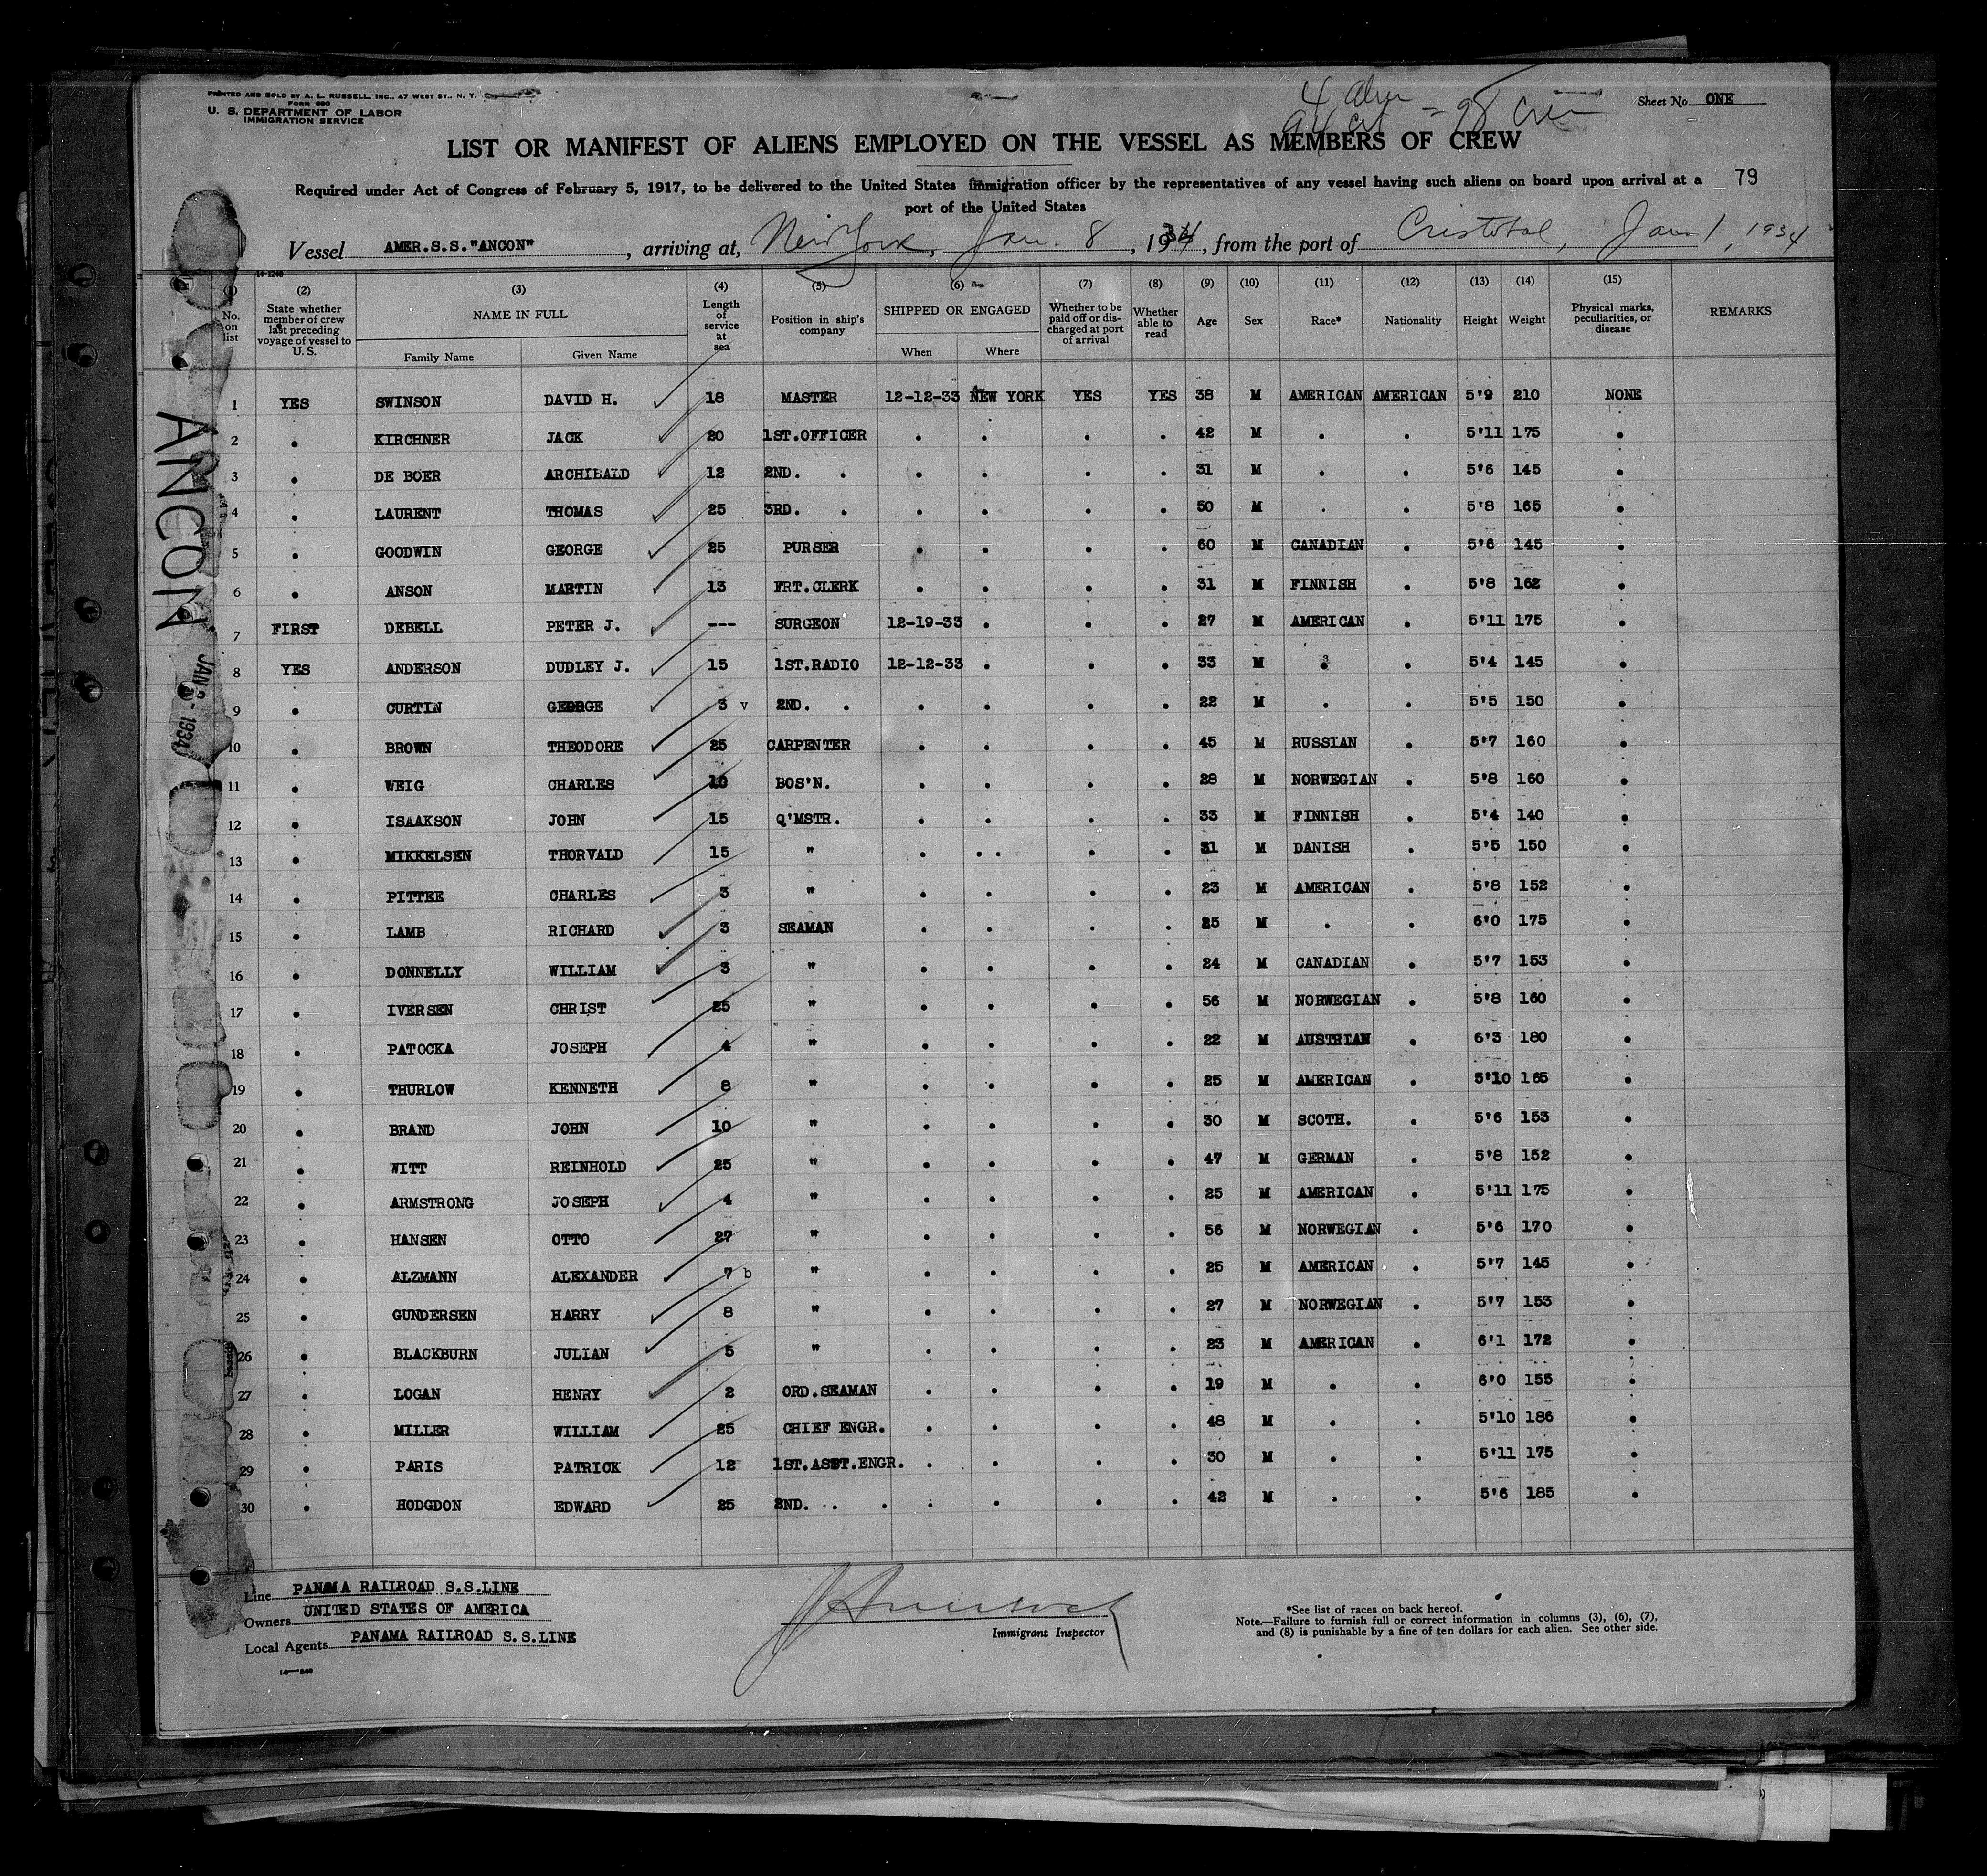 PRINTED AND SOLD BY A. L. RUSSELL, INC., 47 WEST ST., N. Y.
FORM 680
U. S. DEPARTMENT OF LABOR
IMMIGRATION SERVICE
4 alien
94 cit = 98 Crew
Sheet No. ONE
LIST OR MANIFEST OF ALIENS EMPLOYED ON THE VESSEL AS MEMBERS OF CREW
Required under Act of Congress of February 5, 1917, to be delivered to the United States immigration officer by the representatives of any vessel having such aliens on board upon arrival at a
port of the United States
79
Vessel AMER.S.S."ANCON", arriving at, New York, Jan. 8, 1934, from the port of Cristobal, Jan 1, 1934
14-1240
(1) No. on list (2) State whether member of crew last preceding voyage of vessel to U. S. (3) NAME IN FULL Family Name Given Name (4) Length of service at sea (5) Position in ship's company (6) SHIPPED OR ENGAGED When Where (7) Whether to be paid off or discharged at port of arrival (8) Whether able to read (9) Age (10) Sex (11) Race* (12) Nationality (13) Height (14) Weight (15) Physical marks, peculiarities, or disease REMARKS
1 YES SWINSON DAVID H. 18 MASTER 12-12-33 NEW YORK YES YES 38 M AMERICAN AMERICAN 5'9 210 NONE
2 . KIRCHNER JACK 20 1ST.OFFICER . . . . 42 M . . 5'11 175 .
3 . DE BOER ARCHIBALD 12 2ND. . . . . . 31 M . . 5'6 145 .
4 . LAURENT THOMAS 25 3RD. . . . . . 50 M . . 5'8 165 .
5 . GOODWIN GEORGE 25 PURSER . . . . 60 M CANADIAN . 5'6 145 .
6 . ANSON MARTIN 13 FRT.CLERK . . . . 31 M FINNISH . 5'8 162 .
7 FIRST DEBELL PETER J. --- SURGEON 12-19-33 . . . 27 M AMERICAN . 5'11 175 .
8 YES ANDERSON DUDLEY J. 15 1ST.RADIO 12-12-33 . . . 33 M . . 5'4 145 .
9 . CURTIN GEORGE 3 v 2ND. . . . . . 22 M . . 5'5 150 .
10 . BROWN THEODORE 25 CARPENTER . . . . 45 M RUSSIAN . 5'7 160 .
11 . WEIG CHARLES 10 BOS'N. . . . . 28 M NORWEGIAN . 5'8 160 .
12 . ISAAKSON JOHN 15 Q'MSTR. . . . . 33 M FINNISH . 5'4 140 .
13 . MIKKELSEN THORVALD 15 " . . . . . 31 M DANISH . 5'5 150 .
14 . PITTEE CHARLES 3 " . . . . 23 M AMERICAN . 5'8 152 .
15 . LAMB RICHARD 3 SEAMAN . . . . 25 M . . 6'0 175 .
16 . DONNELLY WILLIAM 3 " . . . . 24 M CANADIAN . 5'7 153 .
17 . IVERSEN CHRIST 25 " . . . . 56 M NORWEGIAN . 5'8 160 .
18 . PATOCKA JOSEPH 4 " . . . . 22 M AUSTRIAN . 6'3 180 .
19 . THURLOW KENNETH 8 " . . . . 25 M AMERICAN . 5'10 165 .
20 . BRAND JOHN 10 " . . . . 30 M SCOTH. . 5'6 153 .
21 . WITT REINHOLD 25 " . . . . 47 M GERMAN . 5'8 152 .
22 . ARMSTRONG JOSEPH 4 " . . . . 25 M AMERICAN . 5'11 175 .
23 . HANSEN OTTO 27 " . . . . 56 M NORWEGIAN . 5'6 170 .
24 . ALZMANN ALEXANDER 7 b " . . . . 25 M AMERICAN . 5'7 145 .
25 . GUNDERSEN HARRY 8 " . . . . 27 M NORWEGIAN . 5'7 153 .
26 . BLACKBURN JULIAN 5 " . . . . 23 M AMERICAN . 6'1 172 .
27 . LOGAN HENRY 2 ORD.SEAMAN . . . . 19 M . . 6'0 155 .
28 . MILLER WILLIAM 25 CHIEF ENGR. . . . . 48 M . . 5'10 186 .
29 . PARIS PATRICK 12 1ST.ASST.ENGR. . . . . 30 M . . 5'11 175 .
30 . HODGDON EDWARD 25 2ND. . . . . . . . 42 M . . 5'6 185 .
ANCON
JAN 1934
Line PANAMA RAILROAD S.S.LINE
Owners UNITED STATES OF AMERICA
Local Agents PANAMA RAILROAD S.S.LINE
Immigrant Inspector
*See list of races on back hereof.
Note.—Failure to furnish full or correct information in columns (3), (6), (7),
and (8) is punishable by a fine of ten dollars for each alien. See other side.